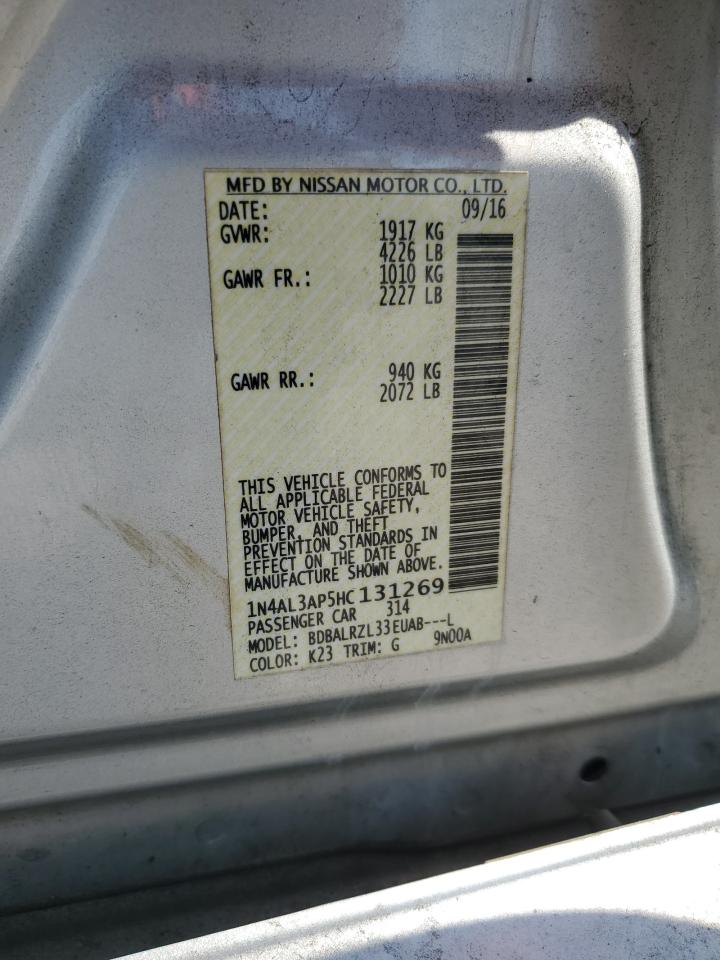 MFD BY NISSAN MOTOR CO., LTD.
DATE: 09/16
GVWR: 1917 KG
4226 LB
GAWR FR.: 1010 KG
2227 LB
GAWR RR.: 940 KG
2072 LB
THIS VEHICLE CONFORMS TO
ALL APPLICABLE FEDERAL
MOTOR VEHICLE SAFETY,
BUMPER, AND THEFT
PREVENTION STANDARDS IN
EFFECT ON THE DATE OF
MANUFACTURE SHOWN ABOVE.
1N4AL3AP5HC131269
PASSENGER CAR 314
MODEL: BDBALRZL33EUAB---L
COLOR: K23 TRIM: G 9N00A